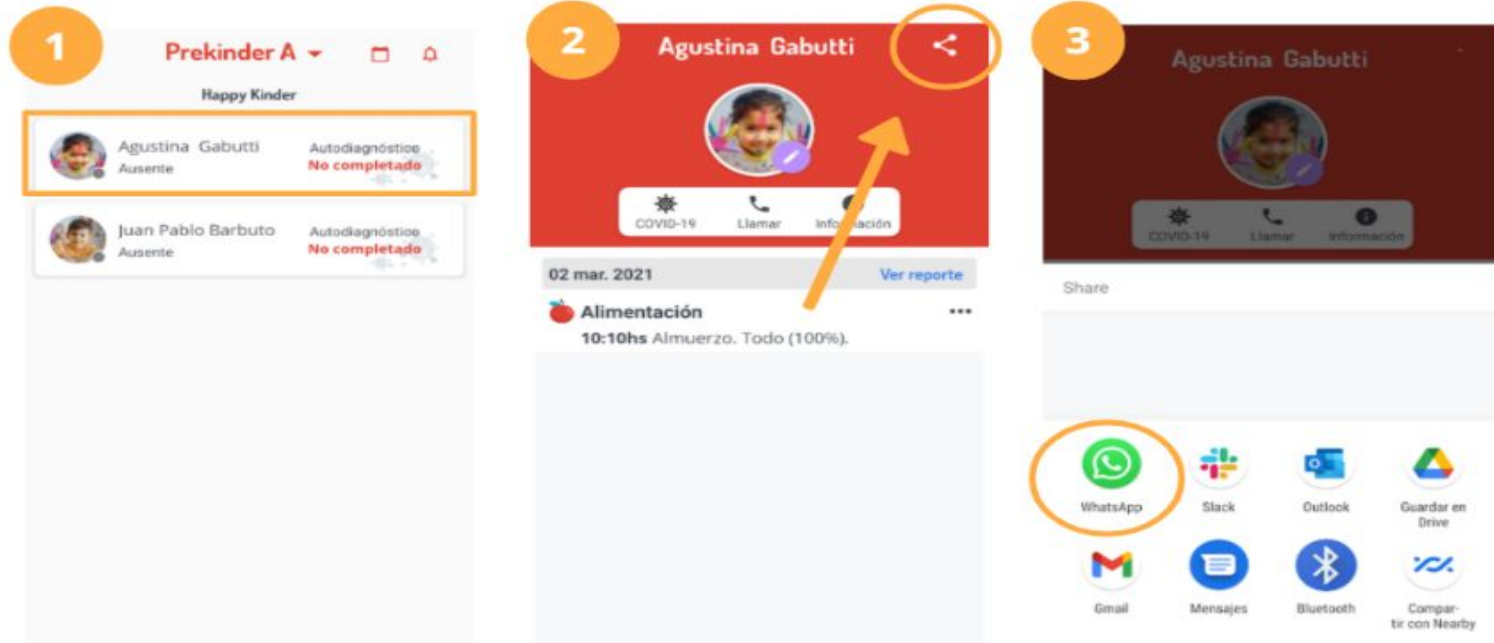 1
Prekinder A
Happy Kinder
Agustina Gabutti
Ausente
Autodiagnóstico
No completado
Juan Pablo Barbuto
Ausente
Autodiagnóstico
No completado
2
Agustina Gabutti
COVID-19
Llamar
02 mar. 2021
Ver reporte
Alimentación
10:10hs Almuerzo. Todo (100%).
3
Agustina Gabutti
COVID-19
Llamar
Información
Share
WhatsApp
Slack
Outlook
Guardar en
Drive
Gmail
Mensajes
Bluetooth
Compar-
tir con Nearby